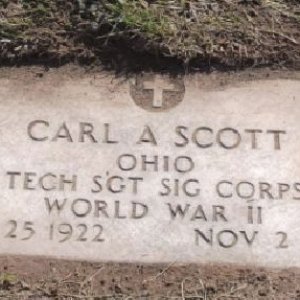 CARL A SCOTT
OHIO
TECH SGT SIG CORPS
WORLD WAR II
25 1922 NOV 2